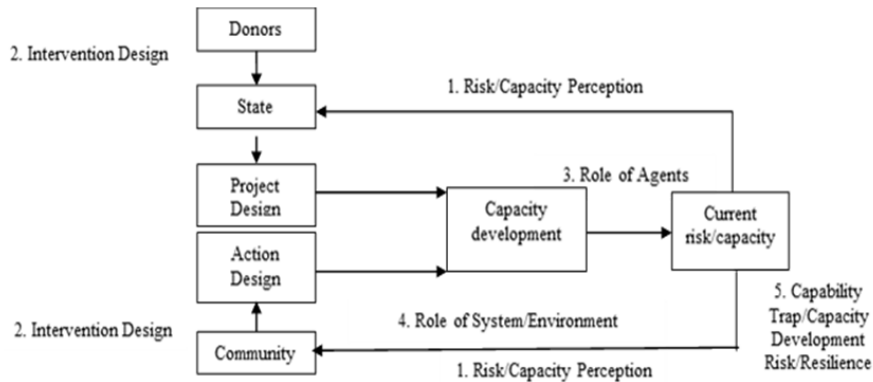 Donors
2. Intervention Design
1. Risk/Capacity Perception
State
3. Role of Agents
Project
Design
Capacity
development
Current
risk/capacity
Action
Design
5. Capability
Trap/Capacity
Development
Risk/Resilience
4. Role of System/Environment
2. Intervention Design
Community
1. Risk/Capacity Perception